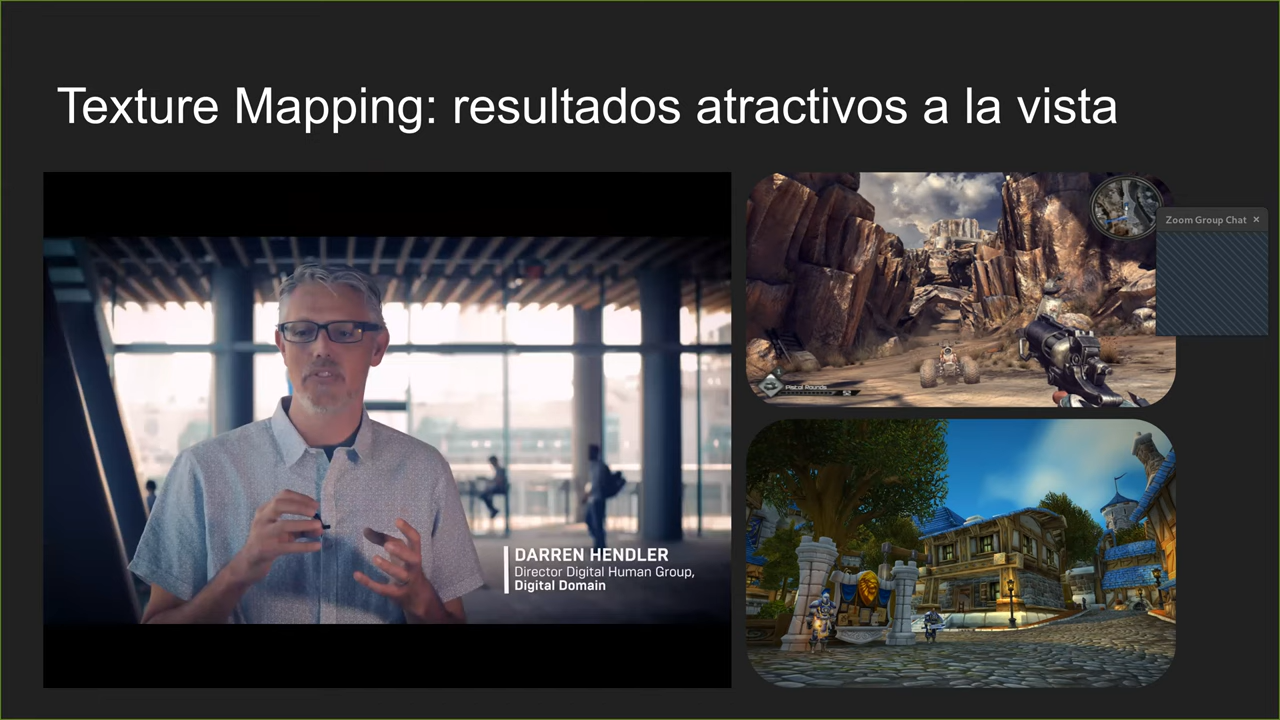 Texture Mapping: resultados atractivos a la vista
Zoom Group Chat ×
Pistol Rounds
DARREN HENDLER
Director Digital Human Group,
Digital Domain